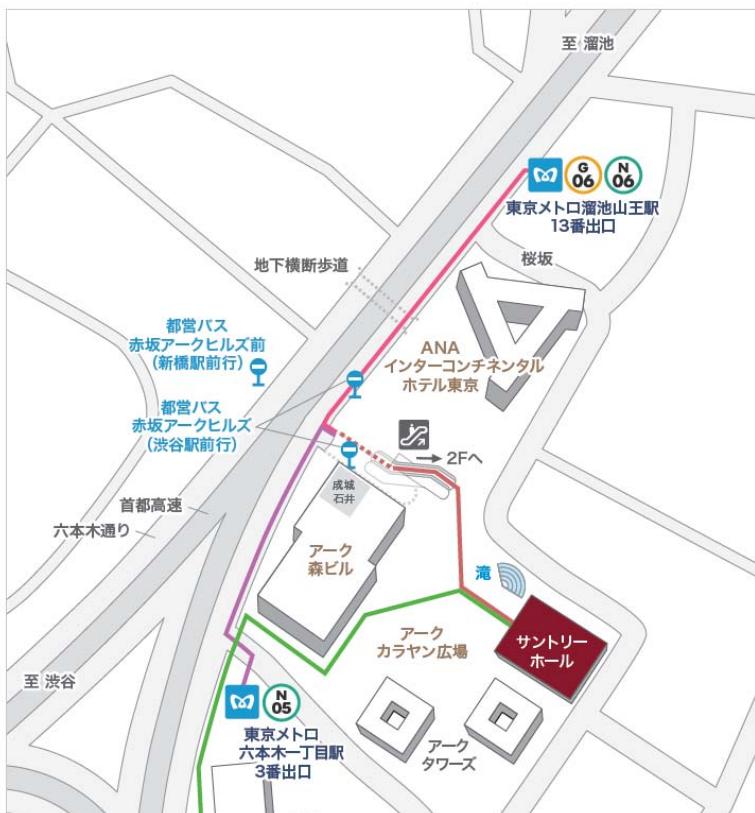 至 溜池
G
06
N
06
東京メトロ溜池山王駅
13番出口
地下横断歩道
桜坂
都営バス
赤坂アークヒルズ前
(新橋駅前行)
ANA
インターコンチネンタル
ホテル東京
都営バス
赤坂アークヒルズ
(渋谷駅前行)
→ 2Fへ
成城
石井
首都高速
六本木通り
アーク
森ビル
滝
サントリー
ホール
アーク
カラヤン広場
至 渋谷
N
05
東京メトロ
六本木一丁目駅
3番出口
アーク
タワーズ